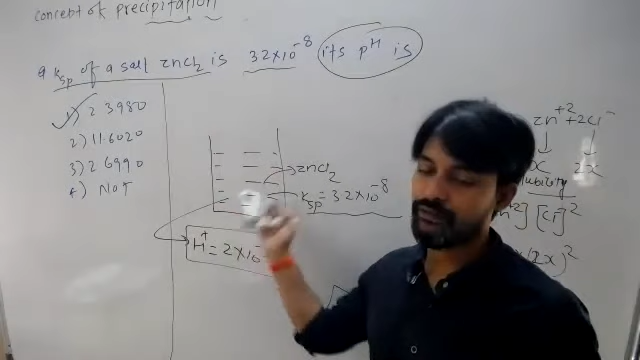 concept of precipitation
Q Ksp of a salt ZnCl2 is 32×10⁻⁸ its pH is
1) 2.3980
2) 11.6020
3) 2.6990
4) NOT
→ZnCl2
Ksp = 32×10⁻⁸
H⁺ = 2×10
Zn⁺² + 2Cl⁻
x 2x
[Cl⁻]²
(2x)²